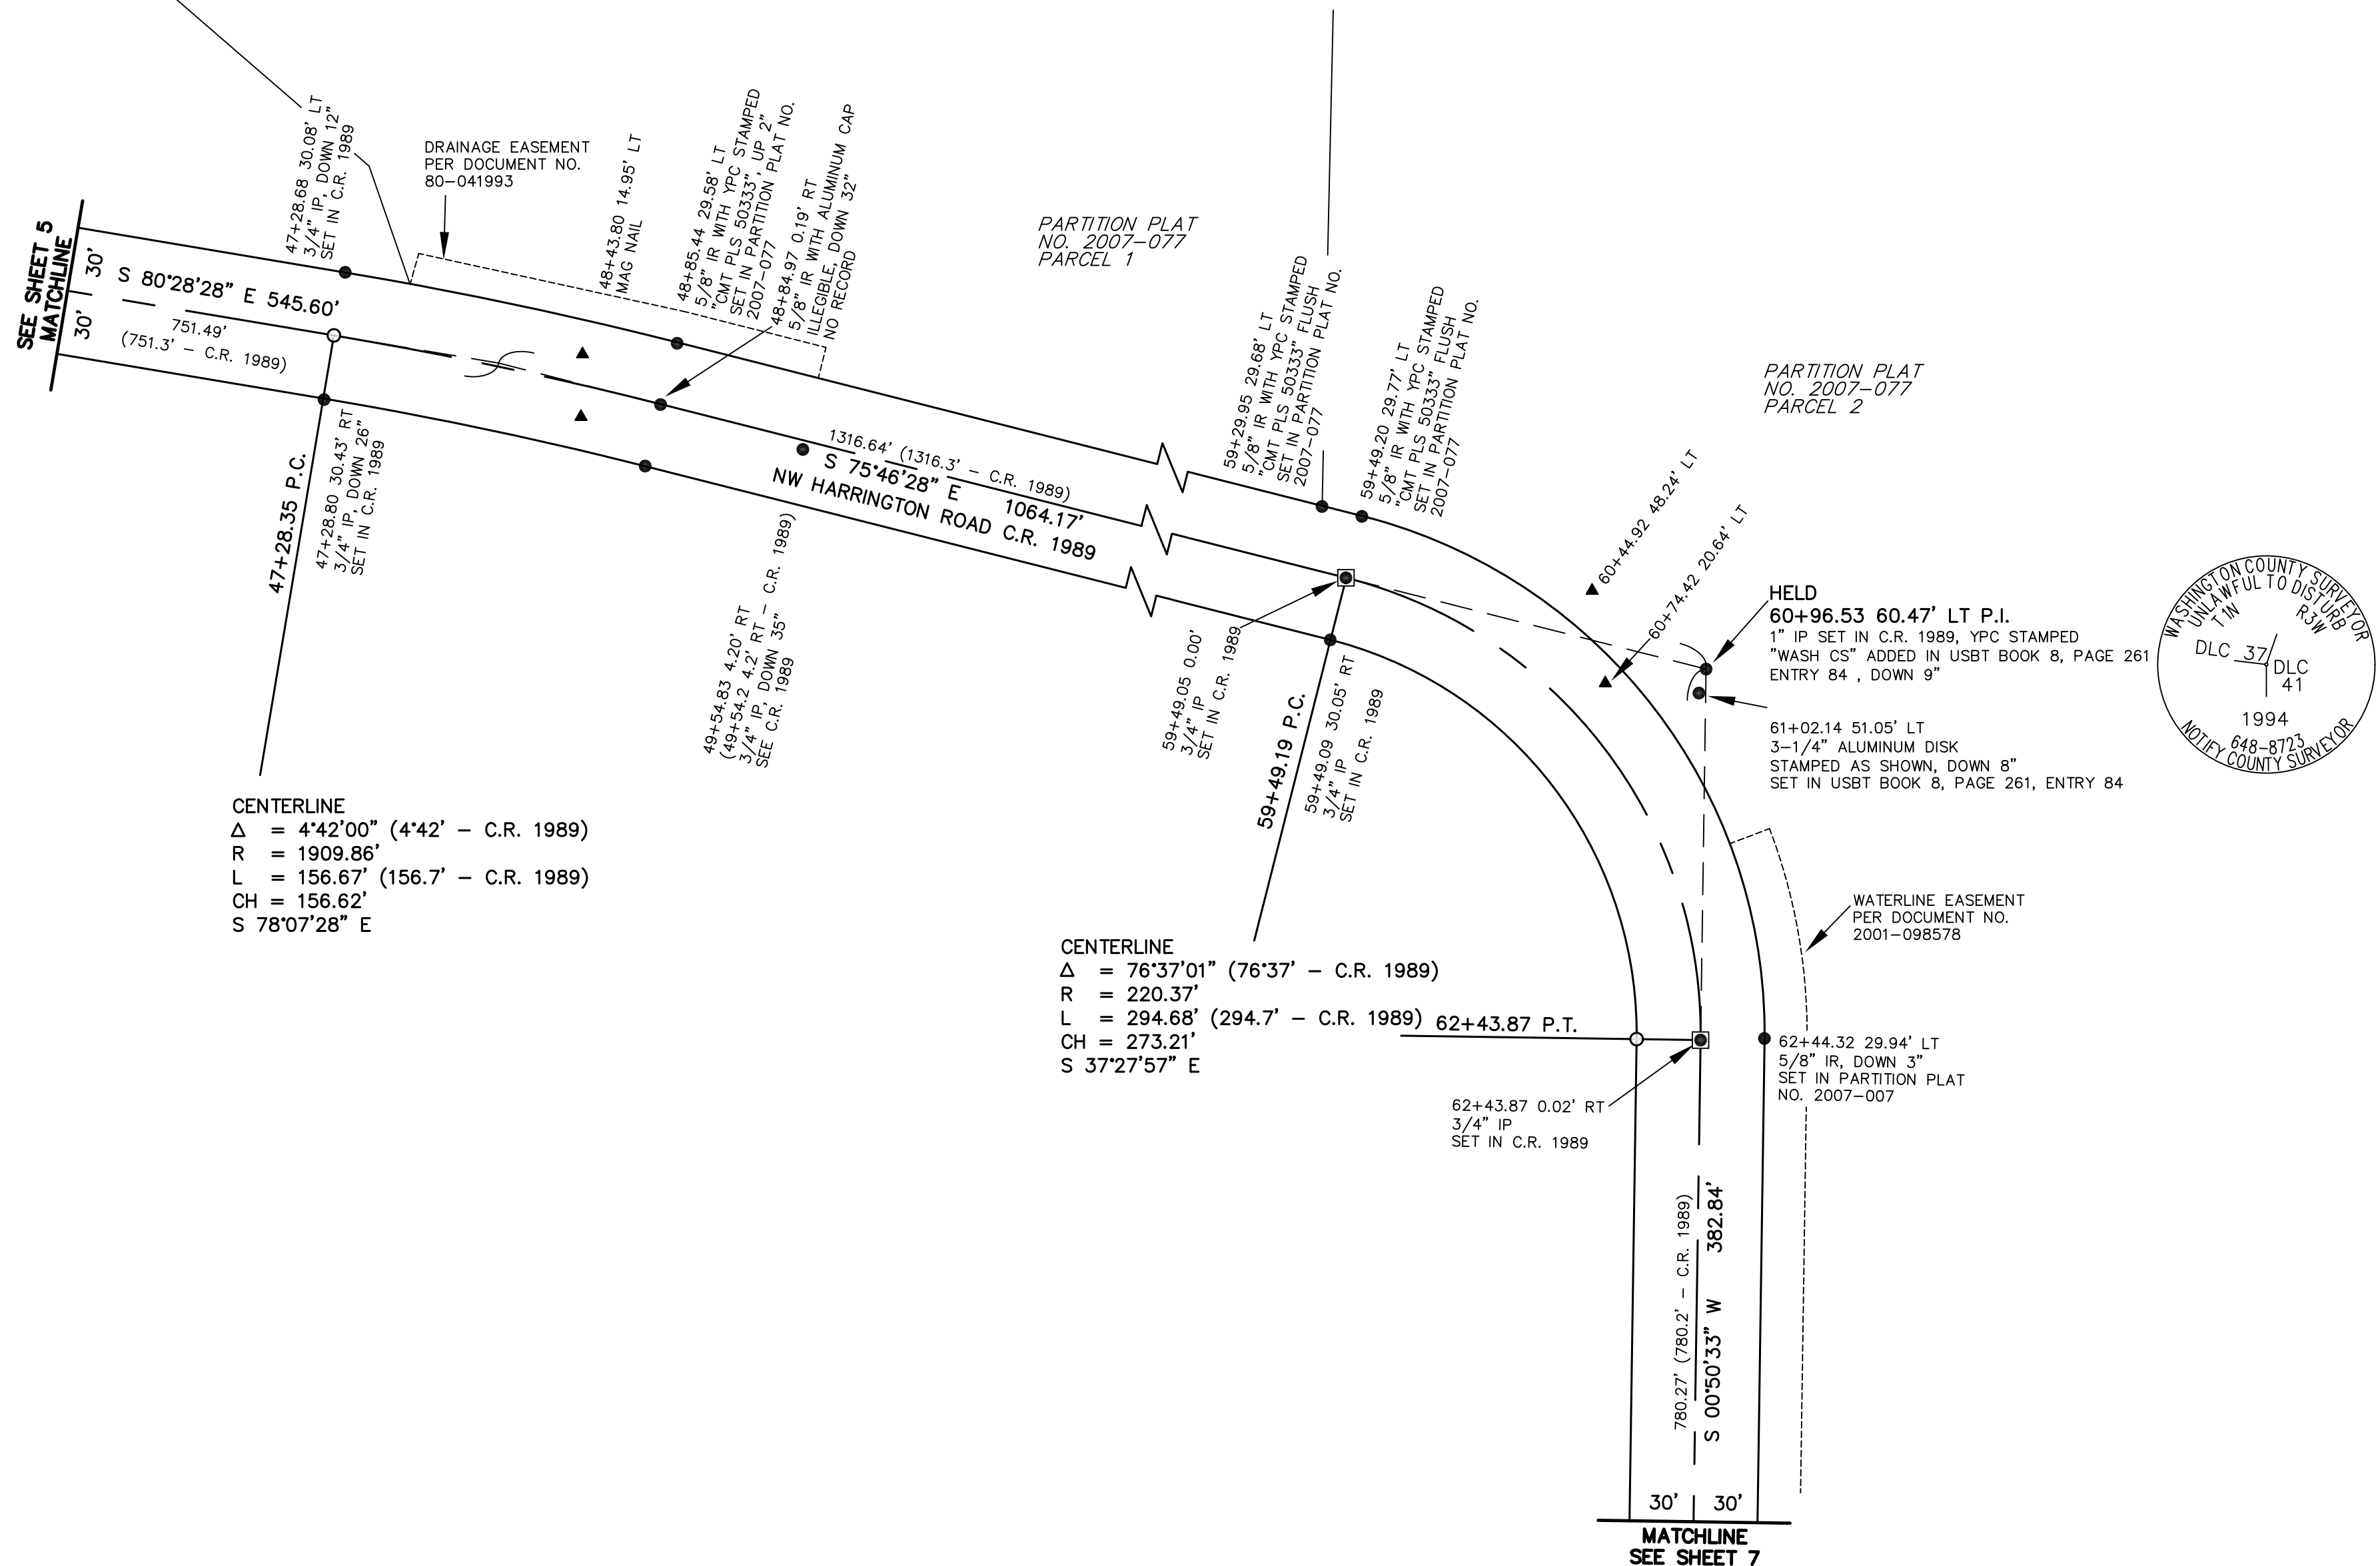 SEE SHEET 5
MATCHLINE
30'
30'
S 80°28'28" E 545.60'
751.49'
(751.3' - C.R. 1989)
47+28.68 30.08' LT
3/4" IP, DOWN 12"
SET IN C.R. 1989
DRAINAGE EASEMENT
PER DOCUMENT NO.
80-041993
48+43.80 14.95' LT
MAG NAIL
48+85.44 29.58' LT
5/8" IR WITH YPC STAMPED
"CMT PLS 50333", UP 2"
SET IN PARTITION PLAT NO.
2007-077
48+84.97 0.19' RT
5/8" IR WITH ALUMINUM CAP
ILLEGIBLE, DOWN 32"
NO RECORD
PARTITION PLAT
NO. 2007-077
PARCEL 1
47+28.35 P.C.
47+28.80 30.43' RT
3/4" IP, DOWN 26"
SET IN C.R. 1989
1316.64' (1316.3' - C.R. 1989)
S 75°46'28" E 1064.17'
NW HARRINGTON ROAD C.R. 1989
49+54.83 4.20' RT
(49+54.2 4.2' RT - C.R. 1989)
3/4" IP, DOWN 35"
SEE C.R. 1989
59+29.95 29.68' LT
5/8" IR WITH YPC STAMPED
"CMT PLS 50333" FLUSH
SET IN PARTITION PLAT NO.
2007-077
59+49.20 29.77' LT
5/8" IR WITH YPC STAMPED
"CMT PLS 50333" FLUSH
SET IN PARTITION PLAT NO.
2007-077
PARTITION PLAT
NO. 2007-077
PARCEL 2
60+44.92 48.24' LT
60+74.42 20.64' LT
59+49.05 0.00'
3/4" IP
SET IN C.R. 1989
59+49.19 P.C.
59+49.09 30.05' RT
3/4" IP
SET IN C.R. 1989
HELD
60+96.53 60.47' LT P.I.
1" IP SET IN C.R. 1989, YPC STAMPED
"WASH CS" ADDED IN USBT BOOK 8, PAGE 261
ENTRY 84 , DOWN 9"
61+02.14 51.05' LT
3-1/4" ALUMINUM DISK
STAMPED AS SHOWN, DOWN 8"
SET IN USBT BOOK 8, PAGE 261, ENTRY 84
WASHINGTON COUNTY SURVEYOR
UNLAWFUL TO DISTURB
T1N R3W
DLC 37
DLC
41
1994
648-8723
NOTIFY COUNTY SURVEYOR
CENTERLINE
Δ = 4°42'00" (4°42' - C.R. 1989)
R = 1909.86'
L = 156.67' (156.7' - C.R. 1989)
CH = 156.62'
S 78°07'28" E
CENTERLINE
Δ = 76°37'01" (76°37' - C.R. 1989)
R = 220.37'
L = 294.68' (294.7' - C.R. 1989)
CH = 273.21'
S 37°27'57" E
WATERLINE EASEMENT
PER DOCUMENT NO.
2001-098578
62+43.87 P.T.
62+44.32 29.94' LT
5/8" IR, DOWN 3"
SET IN PARTITION PLAT
NO. 2007-007
62+43.87 0.02' RT
3/4" IP
SET IN C.R. 1989
780.27' (780.2' - C.R. 1989)
S 00°50'33" W 382.84'
30' 30'
MATCHLINE
SEE SHEET 7